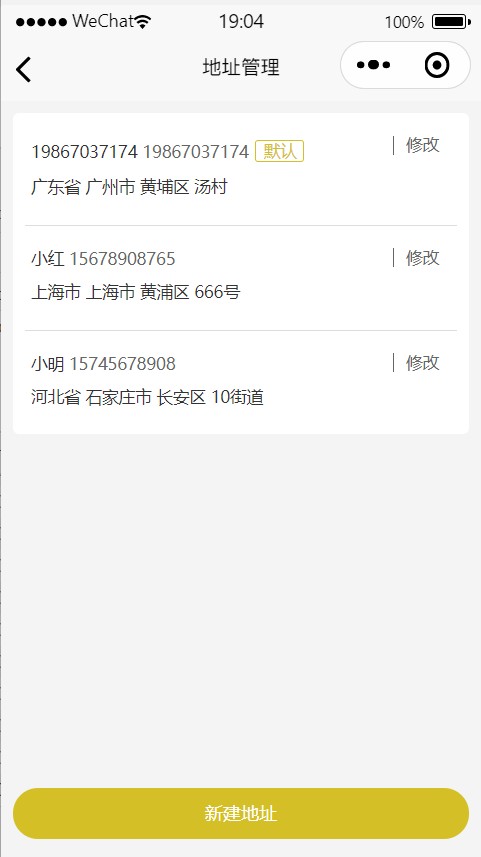 WeChat 19:04 100%
地址管理
19867037174 19867037174 默认 修改
广东省 广州市 黄埔区 汤村
小红 15678908765 修改
上海市 上海市 黄浦区 666号
小明 15745678908 修改
河北省 石家庄市 长安区 10街道
新建地址